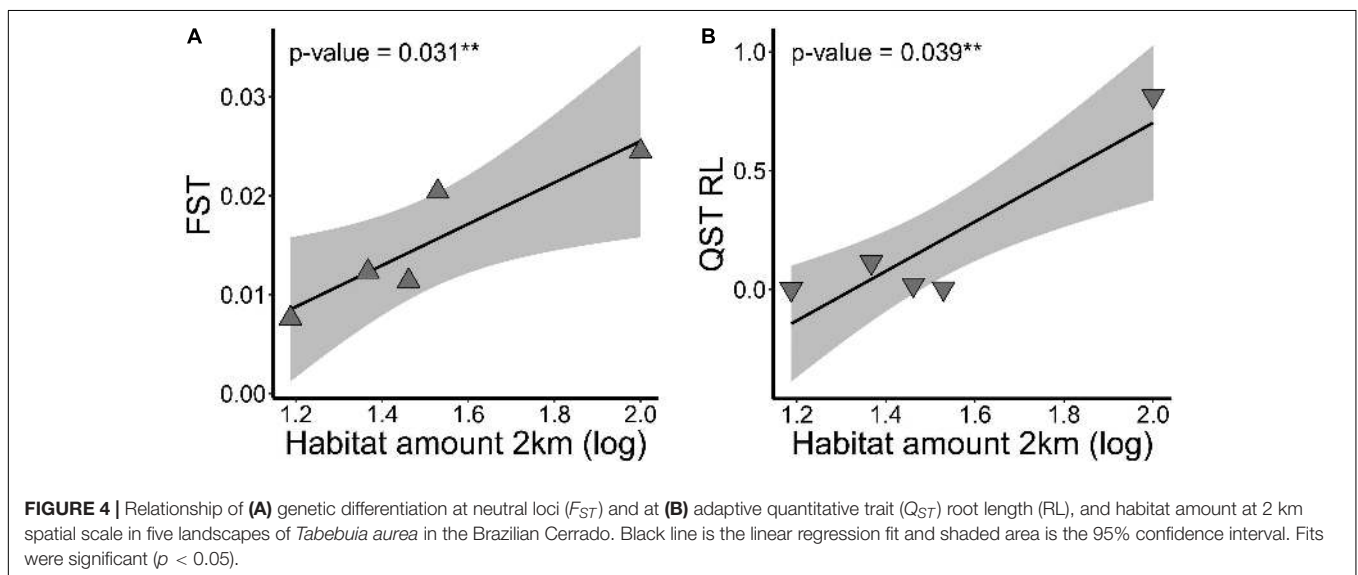 A
p-value = 0.031**
0.03
0.02
0.01
0.00
FST
1.2 1.4 1.6 1.8 2.0
Habitat amount 2km (log)
B
p-value = 0.039**
1.0
0.5
0.0
QST RL
1.2 1.4 1.6 1.8 2.0
Habitat amount 2km (log)
FIGURE 4 | Relationship of (A) genetic differentiation at neutral loci (FST) and at (B) adaptive quantitative trait (QST) root length (RL), and habitat amount at 2 km
spatial scale in five landscapes of Tabebuia aurea in the Brazilian Cerrado. Black line is the linear regression fit and shaded area is the 95% confidence interval. Fits
were significant (p < 0.05).